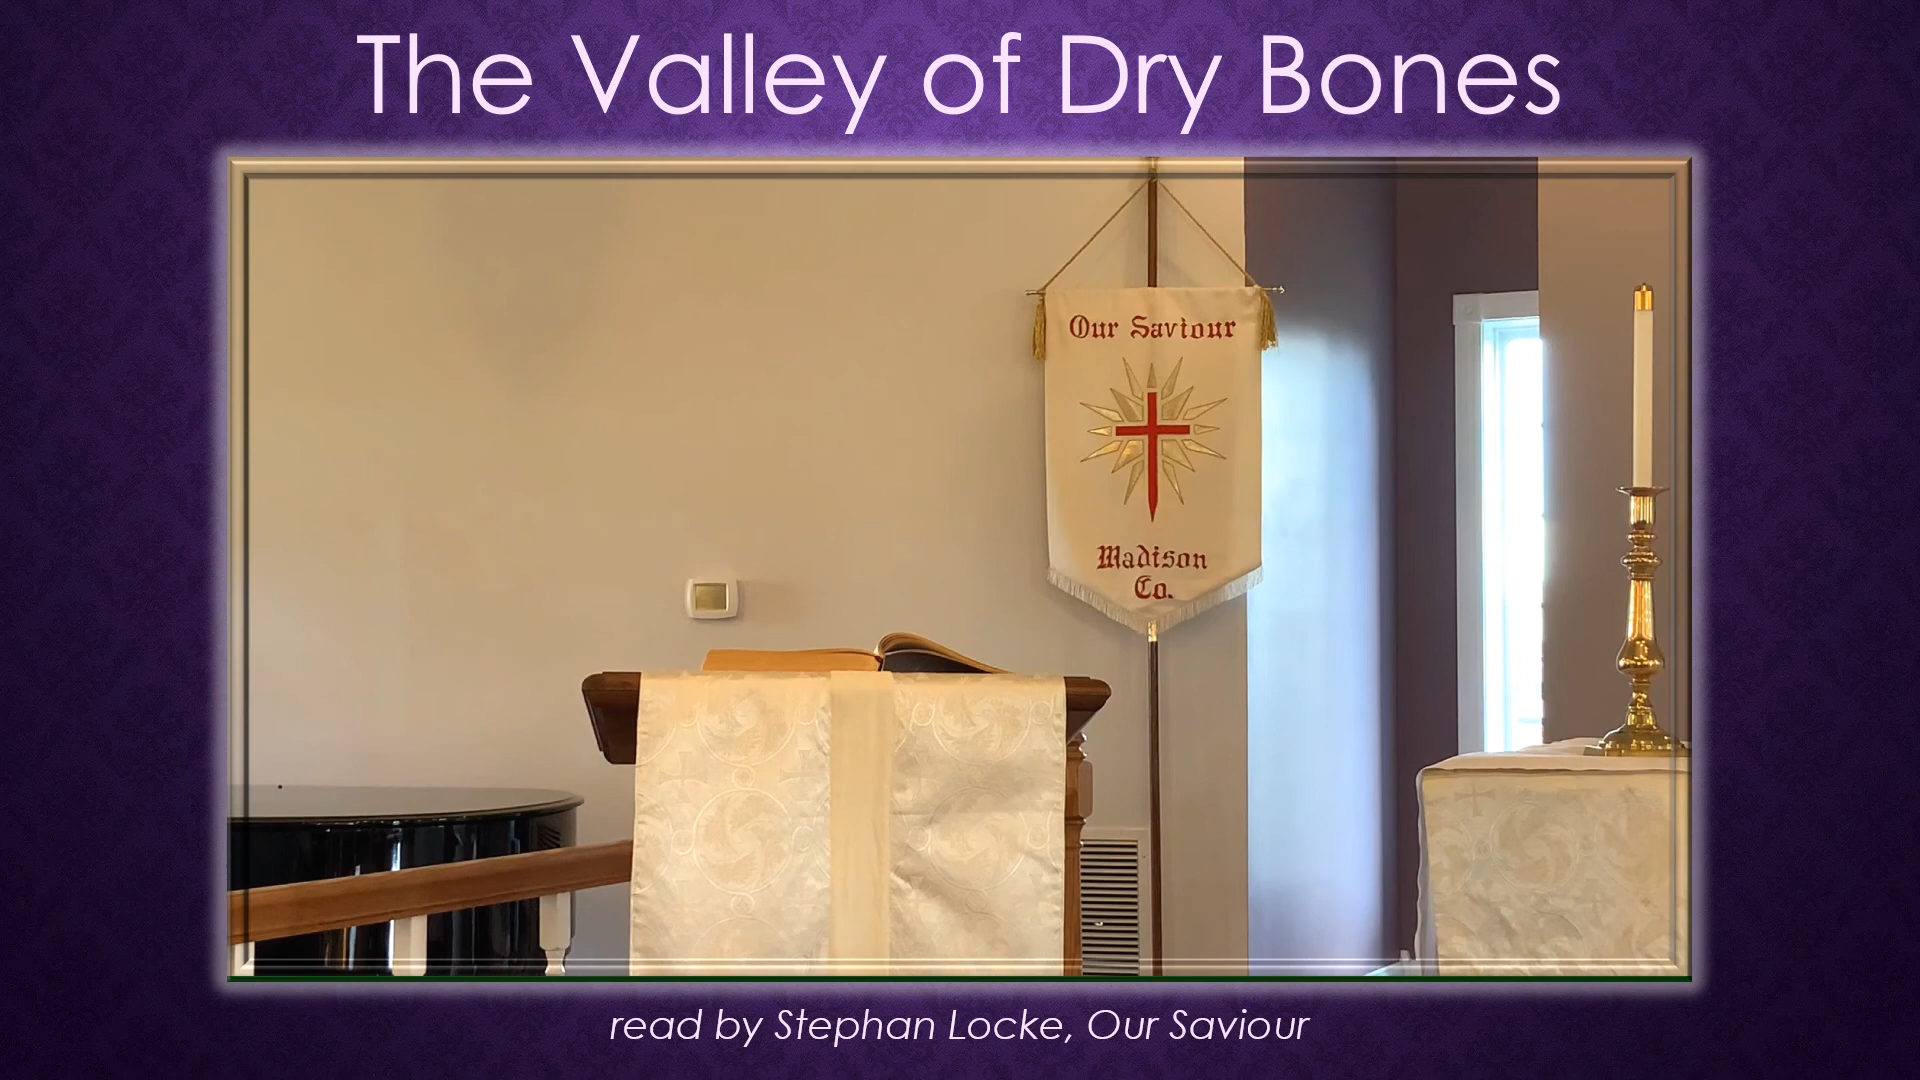 The Valley of Dry Bones
Our Saviour
Madison
Co.
read by Stephan Locke, Our Saviour